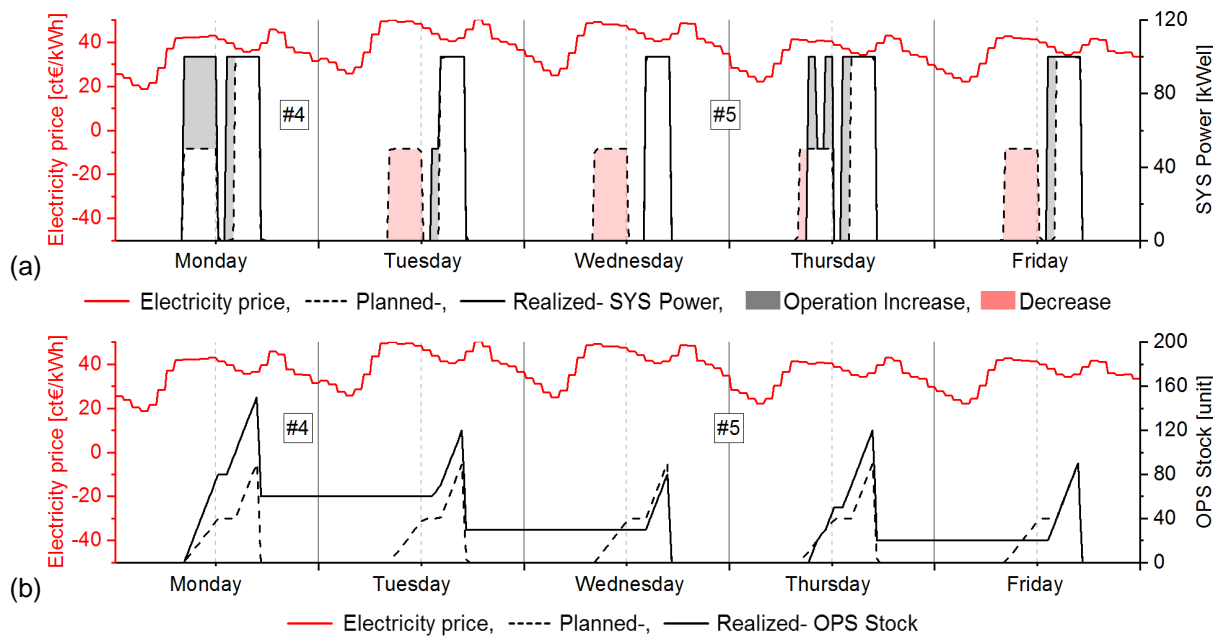 Electricity price [ct€/kWh]
40
20
0
-20
-40
#4
#5
120
100
80
60
40
20
0
SYS Power [kWel]
Monday
Tuesday
Wednesday
Thursday
Friday
(a)
Electricity price, Planned-, Realized- SYS Power, Operation Increase, Decrease
Electricity price [ct€/kWh]
40
20
0
-20
-40
#4
#5
200
160
120
80
40
0
OPS Stock [unit]
Monday
Tuesday
Wednesday
Thursday
Friday
(b)
Electricity price, Planned-, Realized- OPS Stock